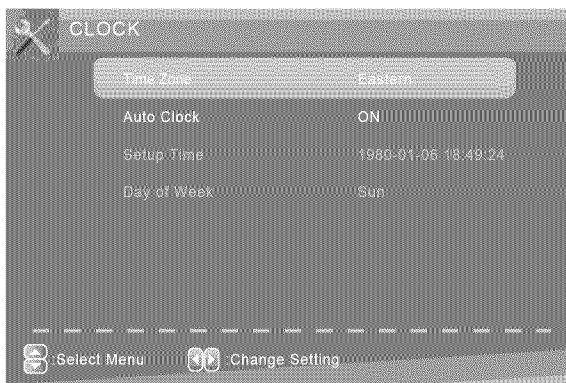 CLOCK
Time Zone Eastern
Auto Clock ON
Setup Time 1980-01-06 18:49:24
Day of Week Sun
:Select Menu :Change Setting